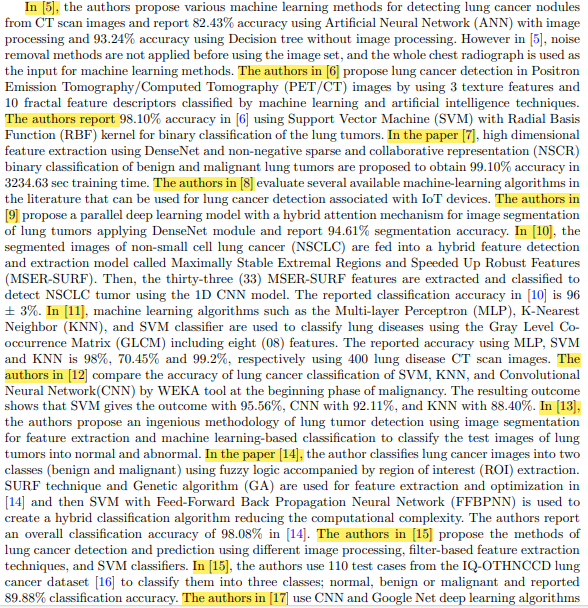 In [5], the authors propose various machine learning methods for detecting lung cancer nodules
from CT scan images and report 82.43% accuracy using Artificial Neural Network (ANN) with image
processing and 93.24% accuracy using Decision tree without image processing. However in [5], noise
removal methods are not applied before using the image set, and the whole chest radiograph is used as
the input for machine learning methods. The authors in [6] propose lung cancer detection in Positron
Emission Tomography/Computed Tomography (PET/CT) images by using 3 texture features and
10 fractal feature descriptors classified by machine learning and artificial intelligence techniques.
The authors report 98.10% accuracy in [6] using Support Vector Machine (SVM) with Radial Basis
Function (RBF) kernel for binary classification of the lung tumors. In the paper [7], high dimensional
feature extraction using DenseNet and non-negative sparse and collaborative representation (NSCR)
binary classification of benign and malignant lung tumors are proposed to obtain 99.10% accuracy in
3234.63 sec training time. The authors in [8] evaluate several available machine-learning algorithms in
the literature that can be used for lung cancer detection associated with IoT devices. The authors in
[9] propose a parallel deep learning model with a hybrid attention mechanism for image segmentation
of lung tumors applying DenseNet module and report 94.61% segmentation accuracy. In [10], the
segmented images of non-small cell lung cancer (NSCLC) are fed into a hybrid feature detection
and extraction model called Maximally Stable Extremal Regions and Speeded Up Robust Features
(MSER-SURF). Then, the thirty-three (33) MSER-SURF features are extracted and classified to
detect NSCLC tumor using the 1D CNN model. The reported classification accuracy in [10] is 96
± 3%. In [11], machine learning algorithms such as the Multi-layer Perceptron (MLP), K-Nearest
Neighbor (KNN), and SVM classifier are used to classify lung diseases using the Gray Level Co-
occurrence Matrix (GLCM) including eight (08) features. The reported accuracy using MLP, SVM
and KNN is 98%, 70.45% and 99.2%, respectively using 400 lung disease CT scan images. The
authors in [12] compare the accuracy of lung cancer classification of SVM, KNN, and Convolutional
Neural Network(CNN) by WEKA tool at the beginning phase of malignancy. The resulting outcome
shows that SVM gives the outcome with 95.56%, CNN with 92.11%, and KNN with 88.40%. In [13],
the authors propose an ingenious methodology of lung tumor detection using image segmentation
for feature extraction and machine learning-based classification to classify the test images of lung
tumors into normal and abnormal. In the paper [14], the author classifies lung cancer images into two
classes (benign and malignant) using fuzzy logic accompanied by region of interest (ROI) extraction.
SURF technique and Genetic algorithm (GA) are used for feature extraction and optimization in
[14] and then SVM with Feed-Forward Back Propagation Neural Network (FFBPNN) is used to
create a hybrid classification algorithm reducing the computational complexity. The authors report
an overall classification accuracy of 98.08% in [14]. The authors in [15] propose the methods of
lung cancer detection and prediction using different image processing, filter-based feature extraction
techniques, and SVM classifiers. In [15], the authors use 110 test cases from the IQ-OTHNCCD lung
cancer dataset [16] to classify them into three classes; normal, benign or malignant and reported
89.88% classification accuracy. The authors in [17] use CNN and Google Net deep learning algorithms